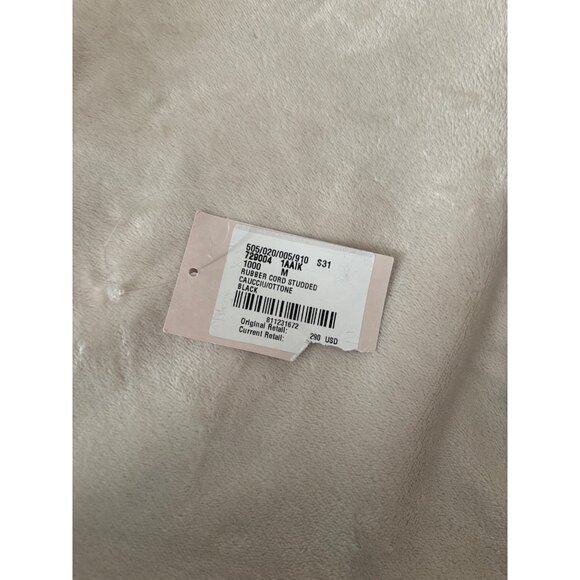 505/020/005/910 S31
729004 1AAIK
1000 M
RUBBER CORD STUDDED
CAUCCIU/OTTONE
BLACK
811231672
Original Retail:
Current Retail: 290 USD